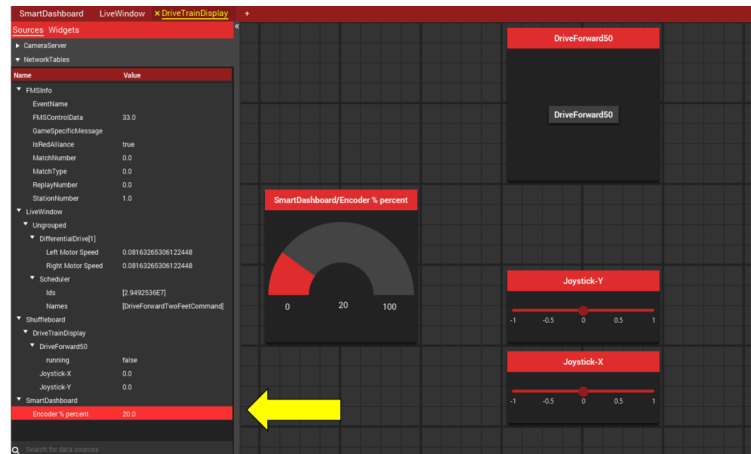 SmartDashboard LiveWindow × DriveTrainDisplay +
Sources Widgets
CameraServer
NetworkTables
Name Value
FMSInfo
EventName
FMSControlData 33.0
GameSpecificMessage
IsRedAlliance true
MatchNumber 0.0
MatchType 0.0
ReplayNumber 0.0
StationNumber 1.0
LiveWindow
Ungrouped
DifferentialDrive[1]
Left Motor Speed 0.08163265306122448
Right Motor Speed 0.08163265306122448
Scheduler
Ids [2.9492536E7]
Names [DriveForwardTwoFeetCommand]
Shuffleboard
DriveTrainDisplay
DriveForward50
running false
Joystick-X 0.0
Joystick-Y 0.0
SmartDashboard
Encoder % percent 20.0
Search for data sources
DriveForward50
DriveForward50
SmartDashboard/Encoder % percent
0 20 100
Joystick-Y
-1 -0.5 0 0.5 1
Joystick-X
-1 -0.5 0 0.5 1